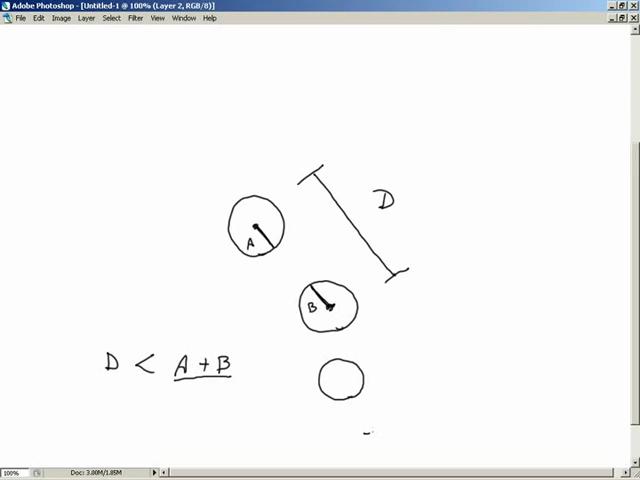 Adobe Photoshop - [Untitled-1 @ 100% (Layer 2, RGB/8)]
File Edit Image Layer Select Filter View Window Help
D
A
B
D < A + B
100% Doc: 3.00M/1.85M